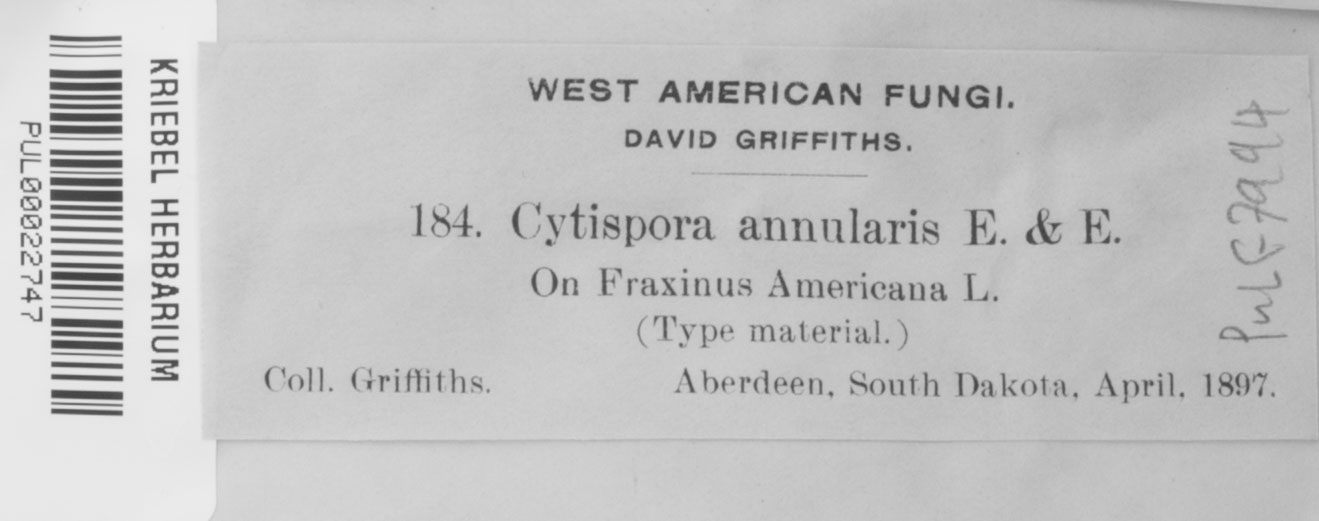 PUL00022747
KRIEBEL HERBARIUM
WEST AMERICAN FUNGI.
DAVID GRIFFITHS.
184. Cytispora annularis E. & E.
On Fraxinus Americana L.
(Type material.)
Coll. Griffiths. Aberdeen, South Dakota, April, 1897.
PUL F7994